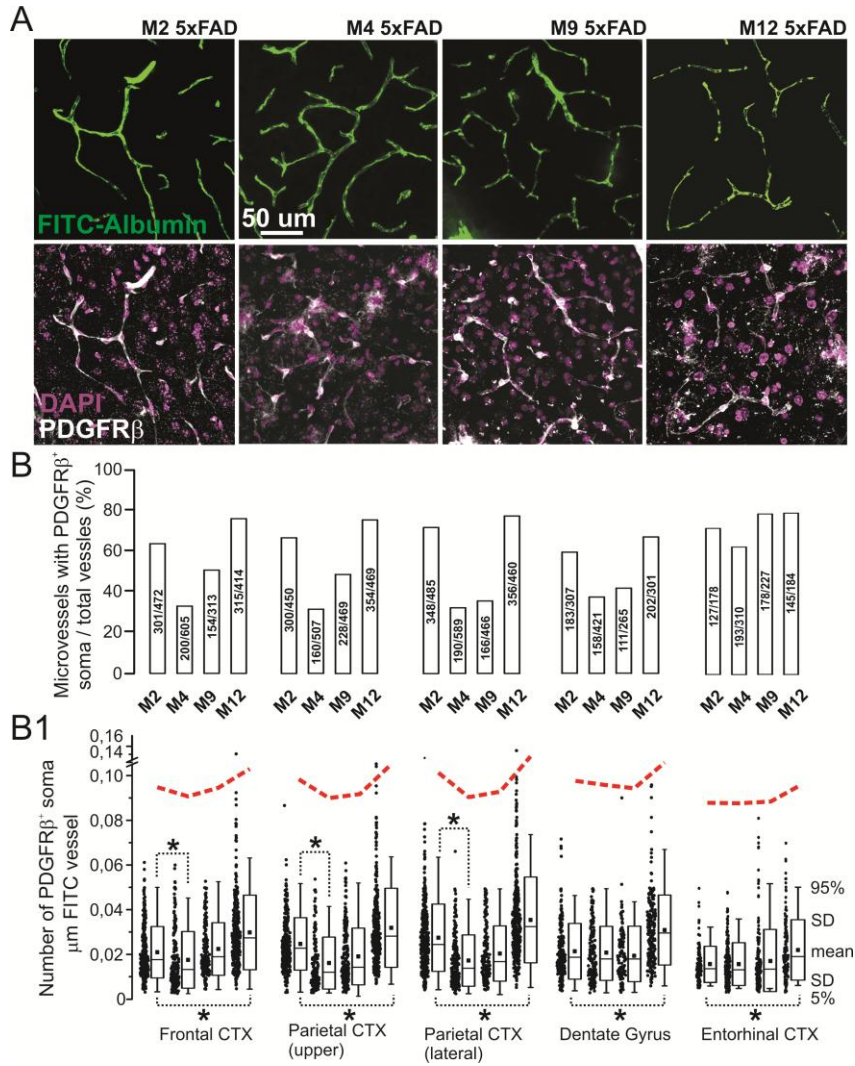 A
M2 5xFAD M4 5xFAD M9 5xFAD M12 5xFAD
FITC-Albumin
50 um
DAPI
PDGFRβ
B
Microvessels with PDGFRβ+
soma / total vessles (%)
100
80
60
40
20
0
301/472 200/605 154/313 315/414
300/450 160/507 228/469 354/469
348/485 190/589 166/466 356/460
183/307 158/421 111/265 202/301
127/178 193/310 178/227 145/184
M2 M4 M9 M12 M2 M4 M9 M12 M2 M4 M9 M12 M2 M4 M9 M12 M2 M4 M9 M12
B1
Number of PDGFRβ+ soma
μm FITC vessel
0,16
0,14
0,10
0,08
0,06
0,04
0,02
0
* * *
95%
SD
mean
SD
5%
* * * * *
Frontal CTX Parietal CTX Parietal CTX Dentate Gyrus Entorhinal CTX
(upper) (lateral)